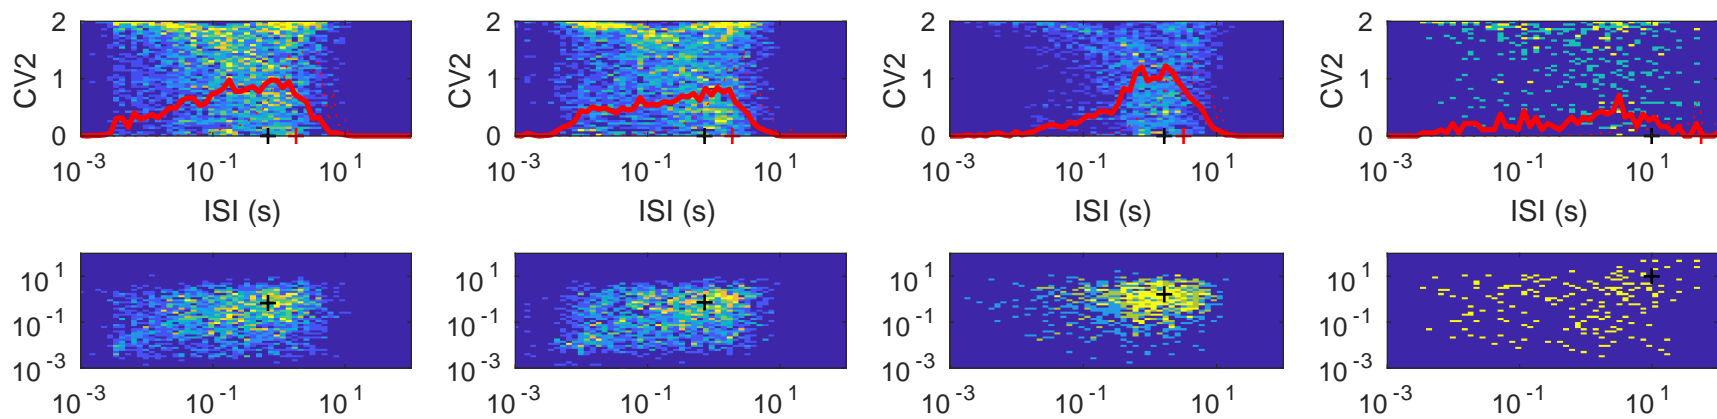 2 2 2 2
CV2 CV2 CV2 CV2
1 1 1 1
0 0 0 0
10^-3 10^-1 10^1 10^-3 10^-1 10^1 10^-3 10^-1 10^1 10^-3 10^-1 10^1
ISI (s) ISI (s) ISI (s) ISI (s)
10^1 10^1 10^1 10^1
10^-1 10^-1 10^-1 10^-1
10^-3 10^-3 10^-3 10^-3
10^-3 10^-1 10^1 10^-3 10^-1 10^1 10^-3 10^-1 10^1 10^-3 10^-1 10^1